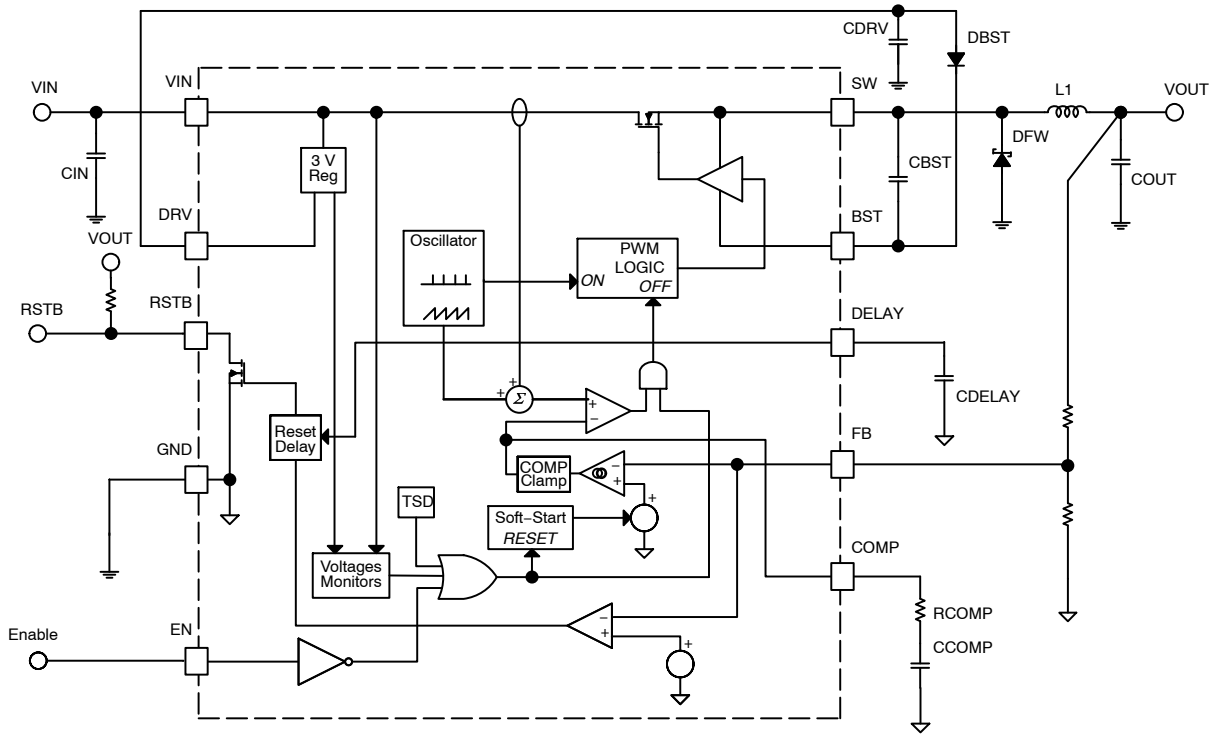 CDRV
DBST
VIN
VIN
SW
L1
VOUT
CIN
3 V
Reg
CBST
DFW
COUT
DRV
VOUT
BST
Oscillator
PWM
LOGIC
ON
OFF
RSTB
RSTB
DELAY
+
+
Σ
+
−
CDELAY
Reset
Delay
GND
FB
COMP
Clamp
−
+
+
TSD
Soft−Start
RESET
COMP
Voltages
Monitors
RCOMP
CCOMP
Enable
EN
−
+
+